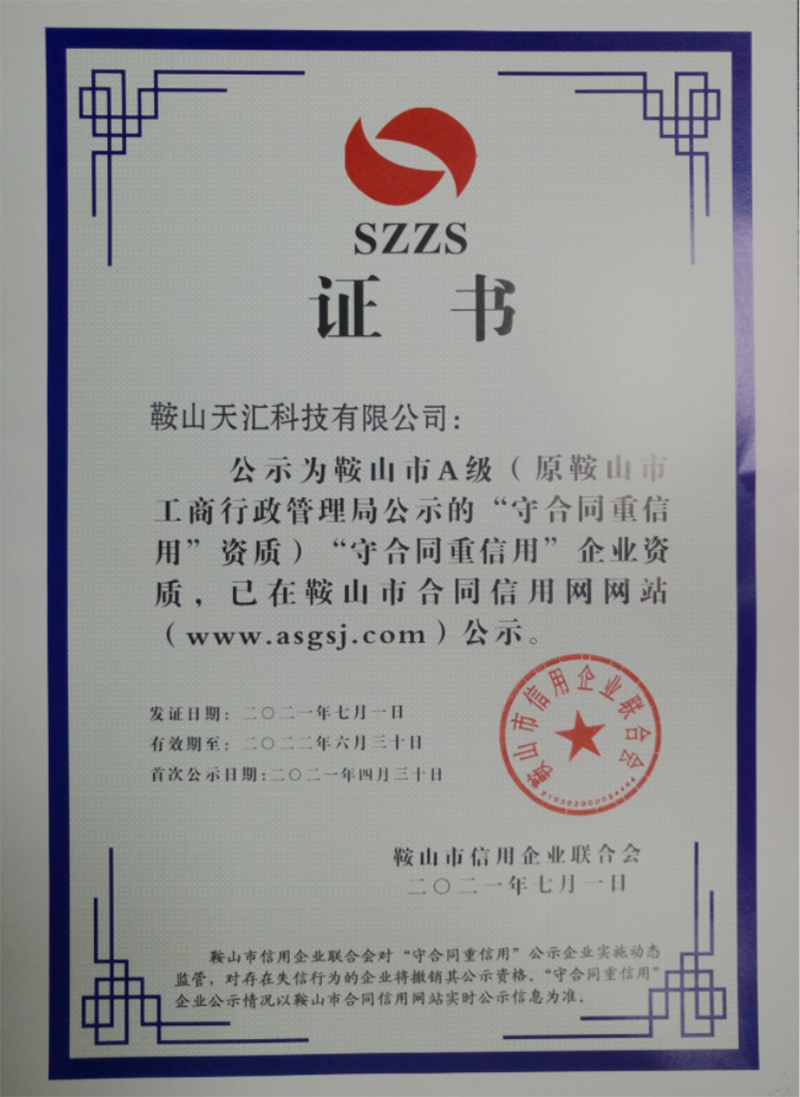 SZZS
证 书
鞍山天汇科技有限公司：
公示为鞍山市A级（原鞍山市
工商行政管理局公示的“守合同重信
用”资质）“守合同重信用”企业资
质，已在鞍山市合同信用网网站
（www.asgsj.com）公示。
发证日期：二〇二一年七月一日
有效期至：二〇二二年六月三十日
首次公示日期：二〇二一年四月三十日
鞍山市信用企业联合会
鞍山市信用企业联合会
二〇二一年七月一日
鞍山市信用企业联合会对“守合同重信用”公示企业实施动态
监管，对存在失信行为的企业将撤销其公示资格。“守合同重信用”
企业公示情况以鞍山市合同信用网站实时公示信息为准。